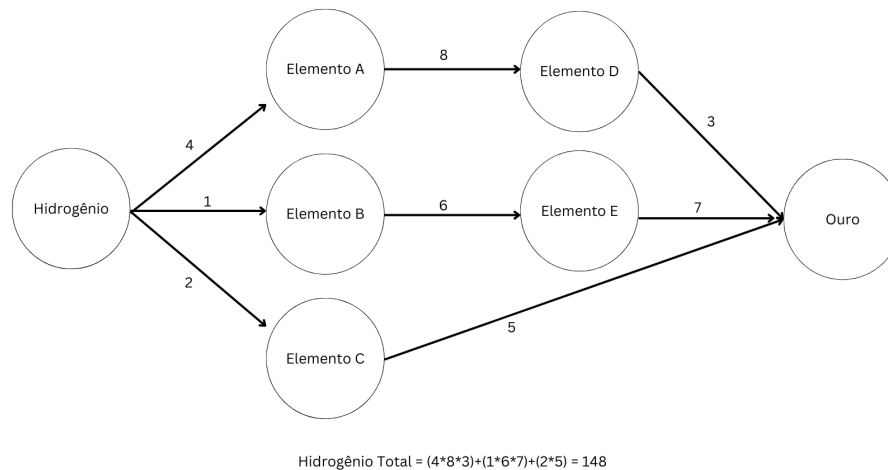 Elemento A
8
Elemento D
4
3
Hidrogênio
1
Elemento B
6
Elemento E
7
Ouro
2
Elemento C
5
Hidrogênio Total = (4*8*3)+(1*6*7)+(2*5) = 148